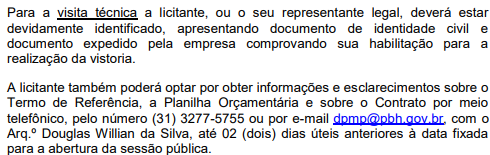 Para a visita técnica a licitante, ou o seu representante legal, deverá estar
devidamente identificado, apresentando documento de identidade civil e
documento expedido pela empresa comprovando sua habilitação para a
realização da vistoria.
A licitante também poderá optar por obter informações e esclarecimentos sobre o
Termo de Referência, a Planilha Orçamentária e sobre o Contrato por meio
telefônico, pelo número (31) 3277-5755 ou por e-mail dpmp@pbh.gov.br, com o
Arq.º Douglas Willian da Silva, até 02 (dois) dias úteis anteriores à data fixada
para a abertura da sessão pública.